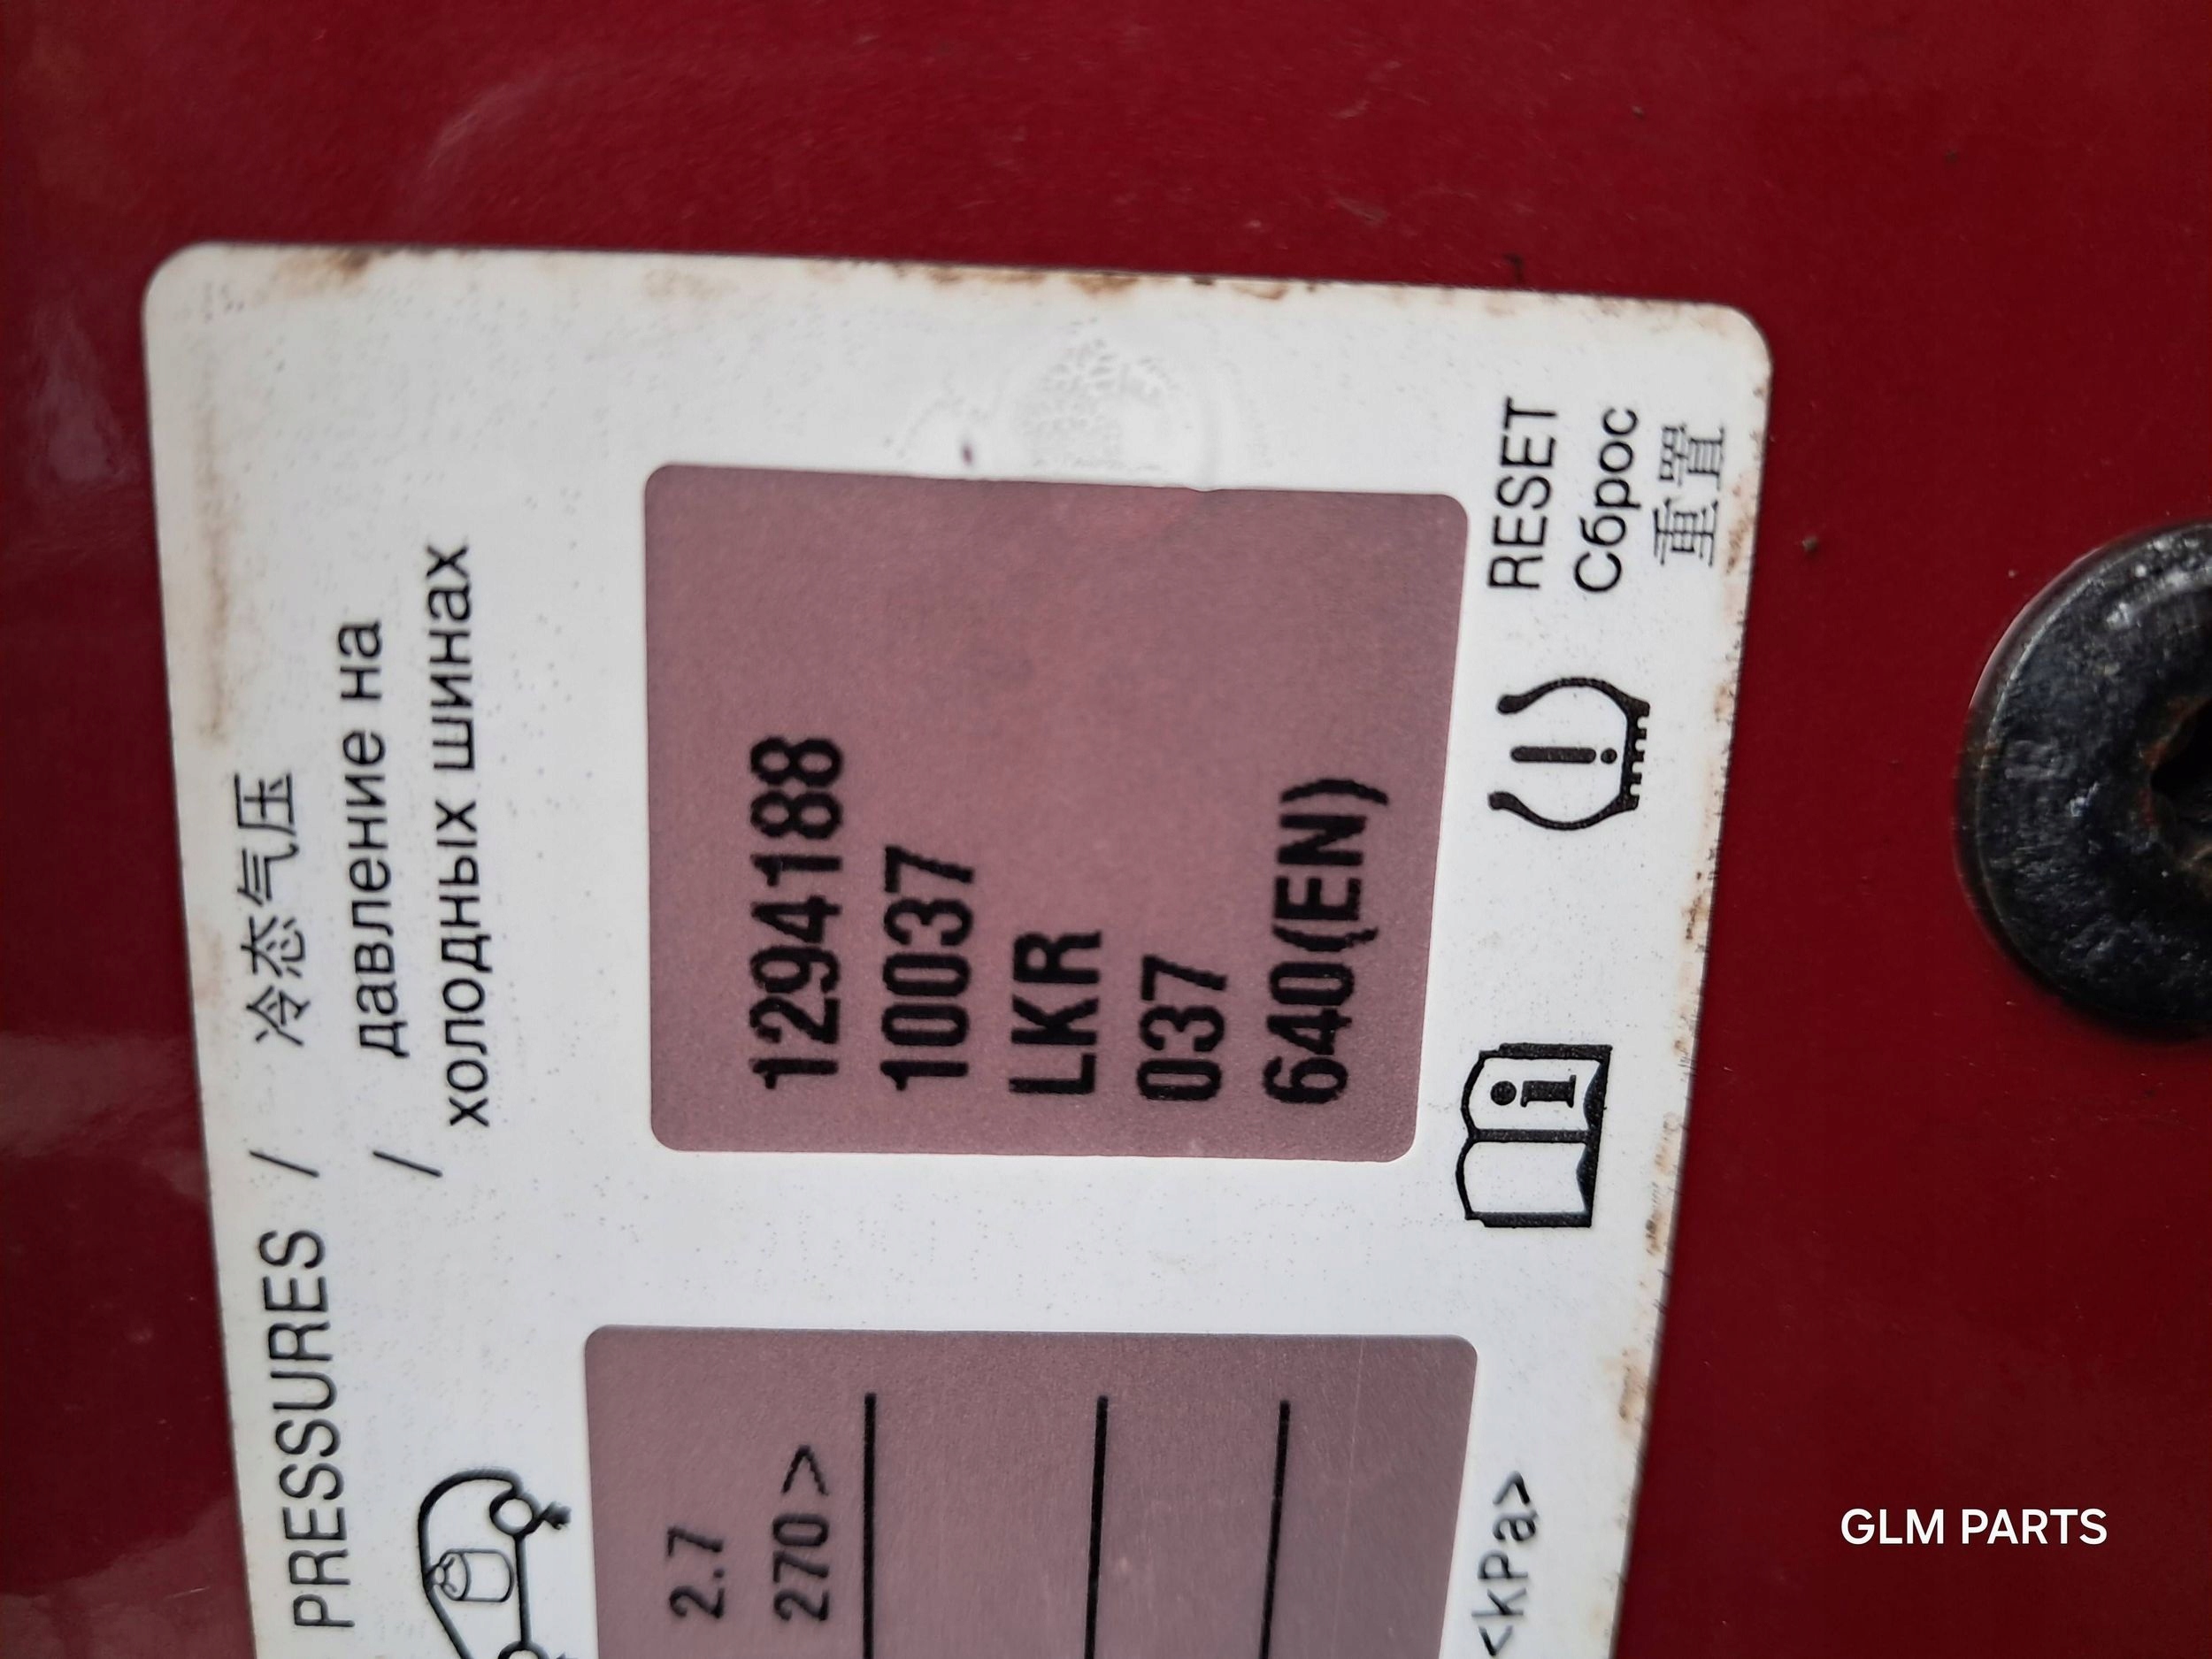 PRESSURES / 冷态气压
/ давление на
холодных шинах
2.7
270 >
<kPa>
1294188
10037
LKR
037
640(EN)
RESET
Сброс
重置
GLM PARTS